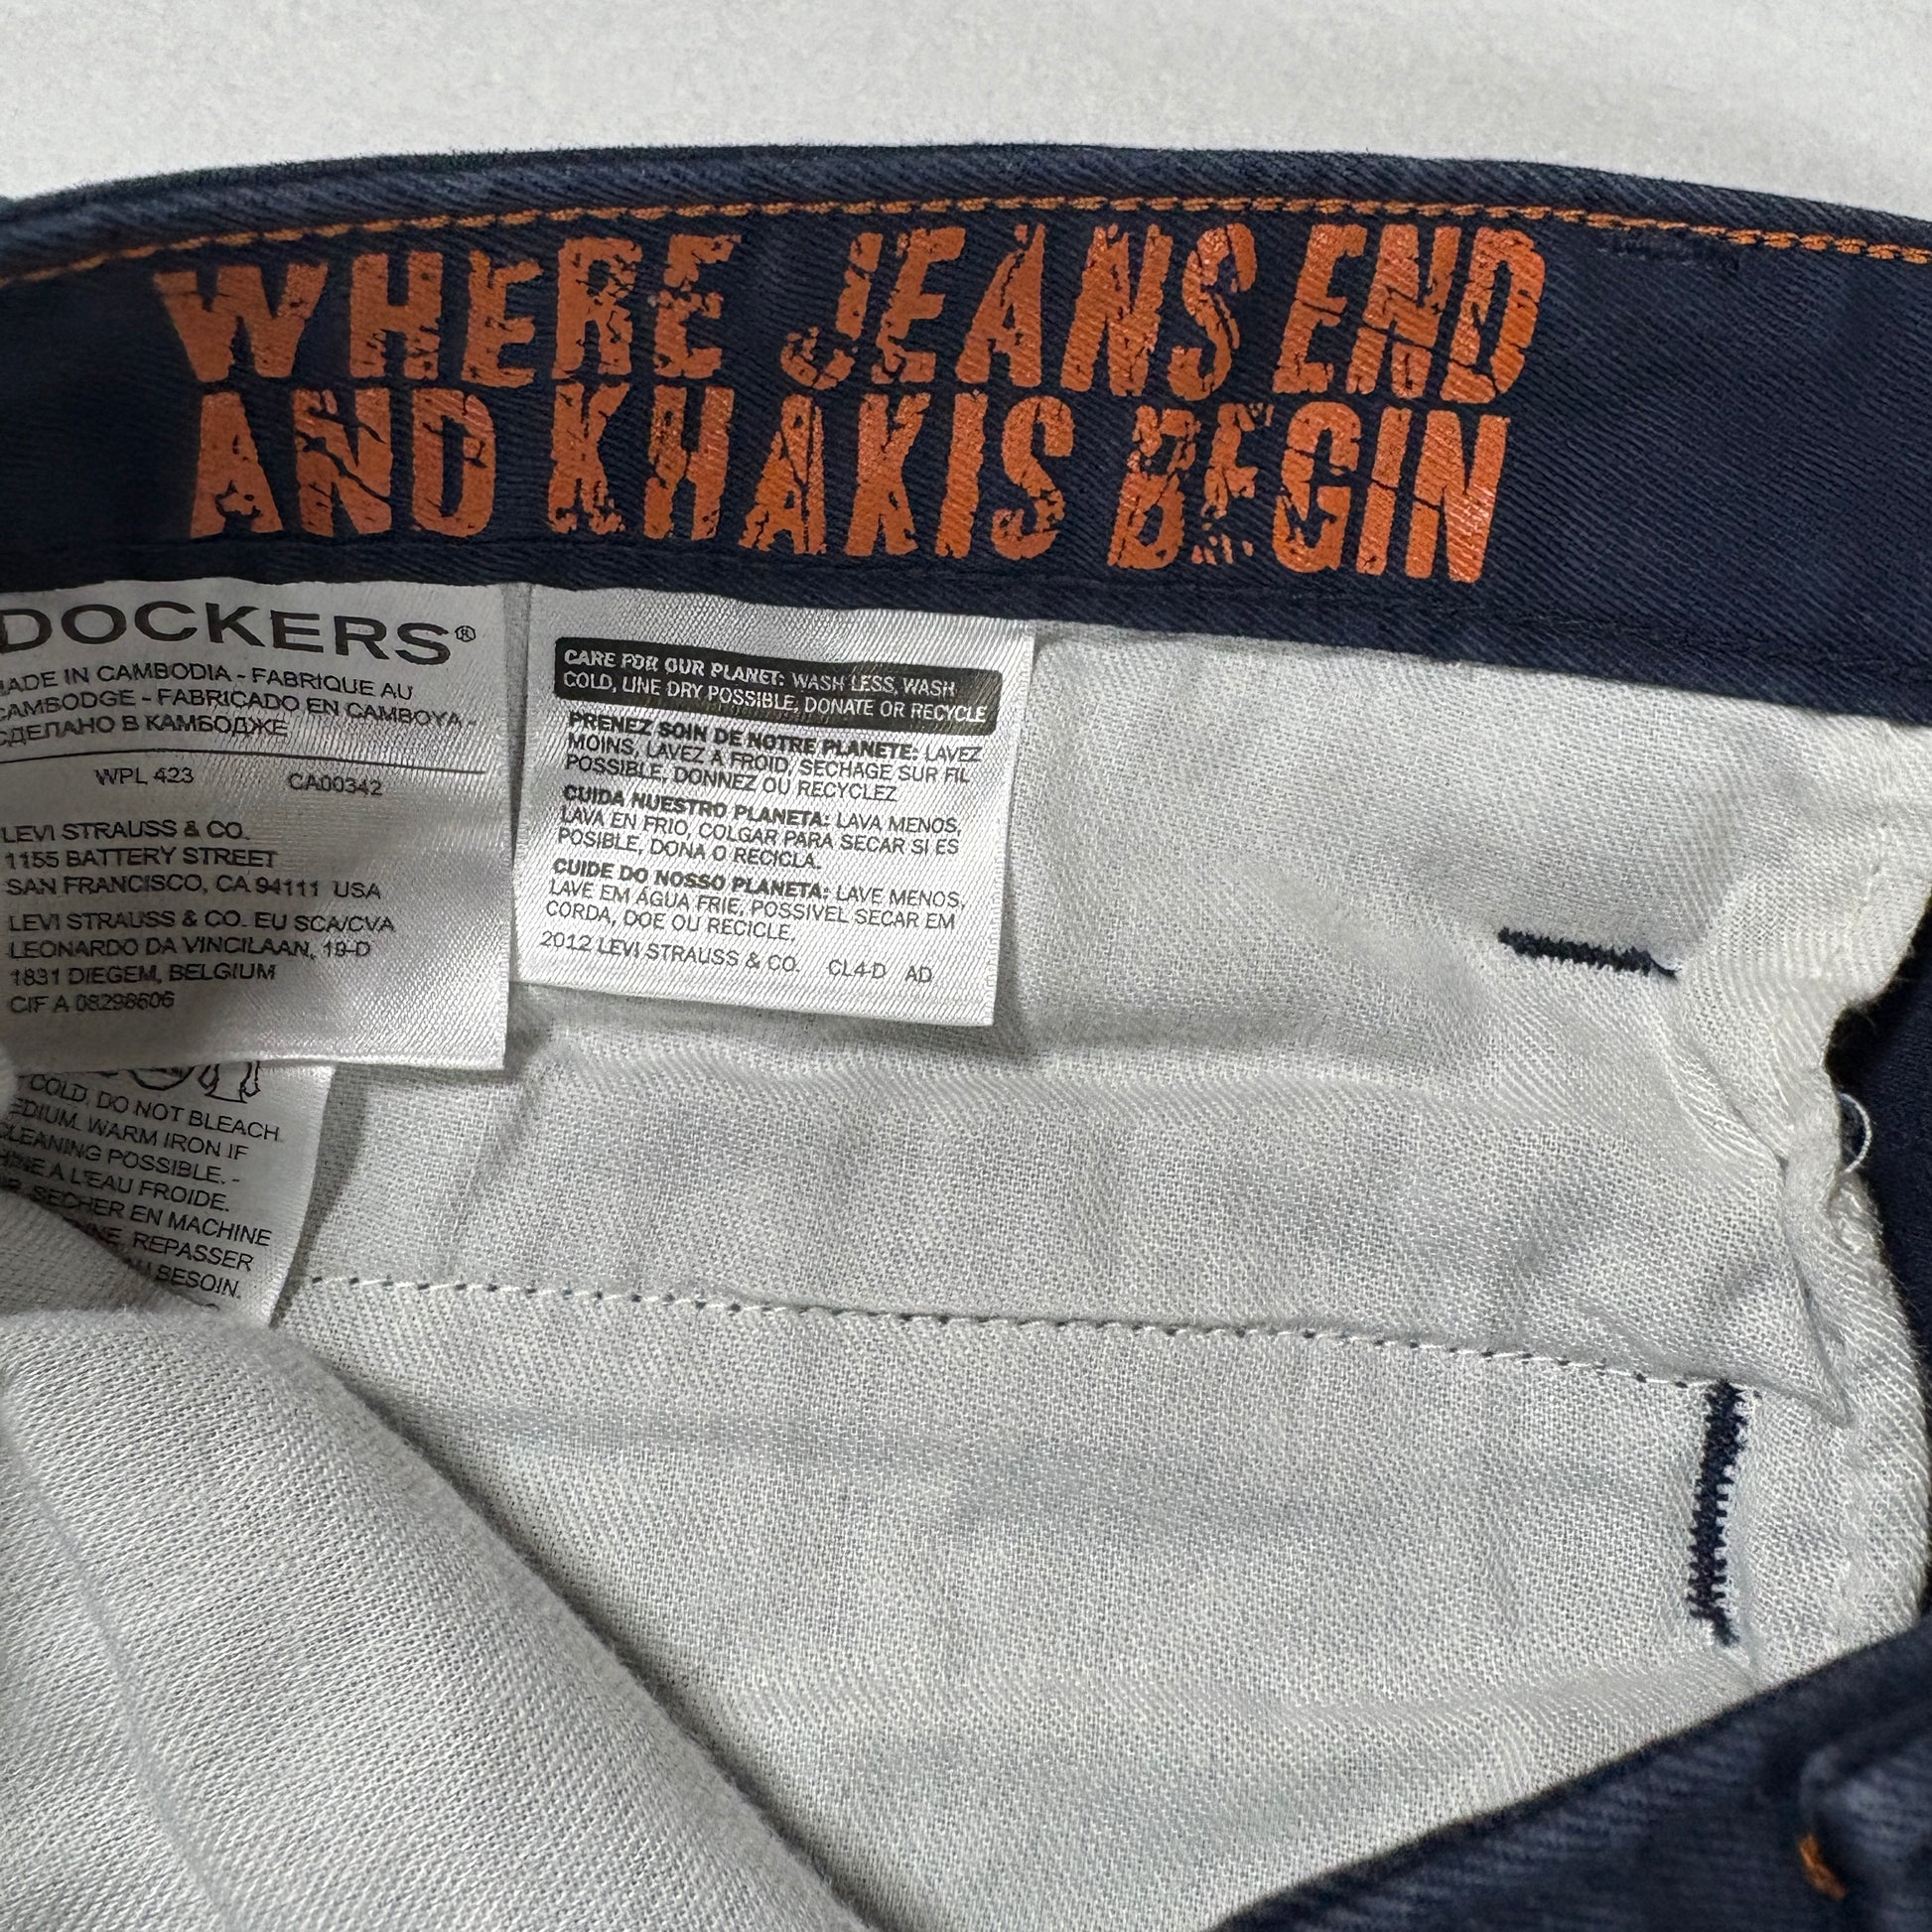 WHERE JEANS END
AND KHAKIS BEGIN
DOCKERS®
MADE IN CAMBODIA - FABRIQUE AU
CAMBODGE - FABRICADO EN CAMBOYA -
СДЕЛАНО В КАМБОДЖЕ
WPL 423 CA00342
LEVI STRAUSS & CO.
1155 BATTERY STREET
SAN FRANCISCO, CA 94111 USA
LEVI STRAUSS & CO. EU SCA/CVA
LEONARDO DA VINCILAAN, 19-D
1831 DIEGEM, BELGIUM
CIF A 08298606
CARE FOR OUR PLANET: WASH LESS, WASH
COLD, LINE DRY POSSIBLE, DONATE OR RECYCLE
PRENEZ SOIN DE NOTRE PLANETE: LAVEZ
MOINS, LAVEZ A FROID, SECHAGE SUR FIL
POSSIBLE, DONNEZ OU RECYCLEZ
CUIDA NUESTRO PLANETA: LAVA MENOS,
LAVA EN FRIO, COLGAR PARA SECAR SI ES
POSIBLE, DONA O RECICLA.
CUIDE DO NOSSO PLANETA: LAVE MENOS,
LAVE EM ÁGUA FRIE, POSSIVEL SECAR EM
CORDA, DOE OU RECICLE.
2012 LEVI STRAUSS & CO. CL4-D AD
COLD, DO NOT BLEACH
WARM IRON IF
POSSIBLE. -
A L'EAU FROIDE.
SECHER EN MACHINE
REPASSER
BESOIN.